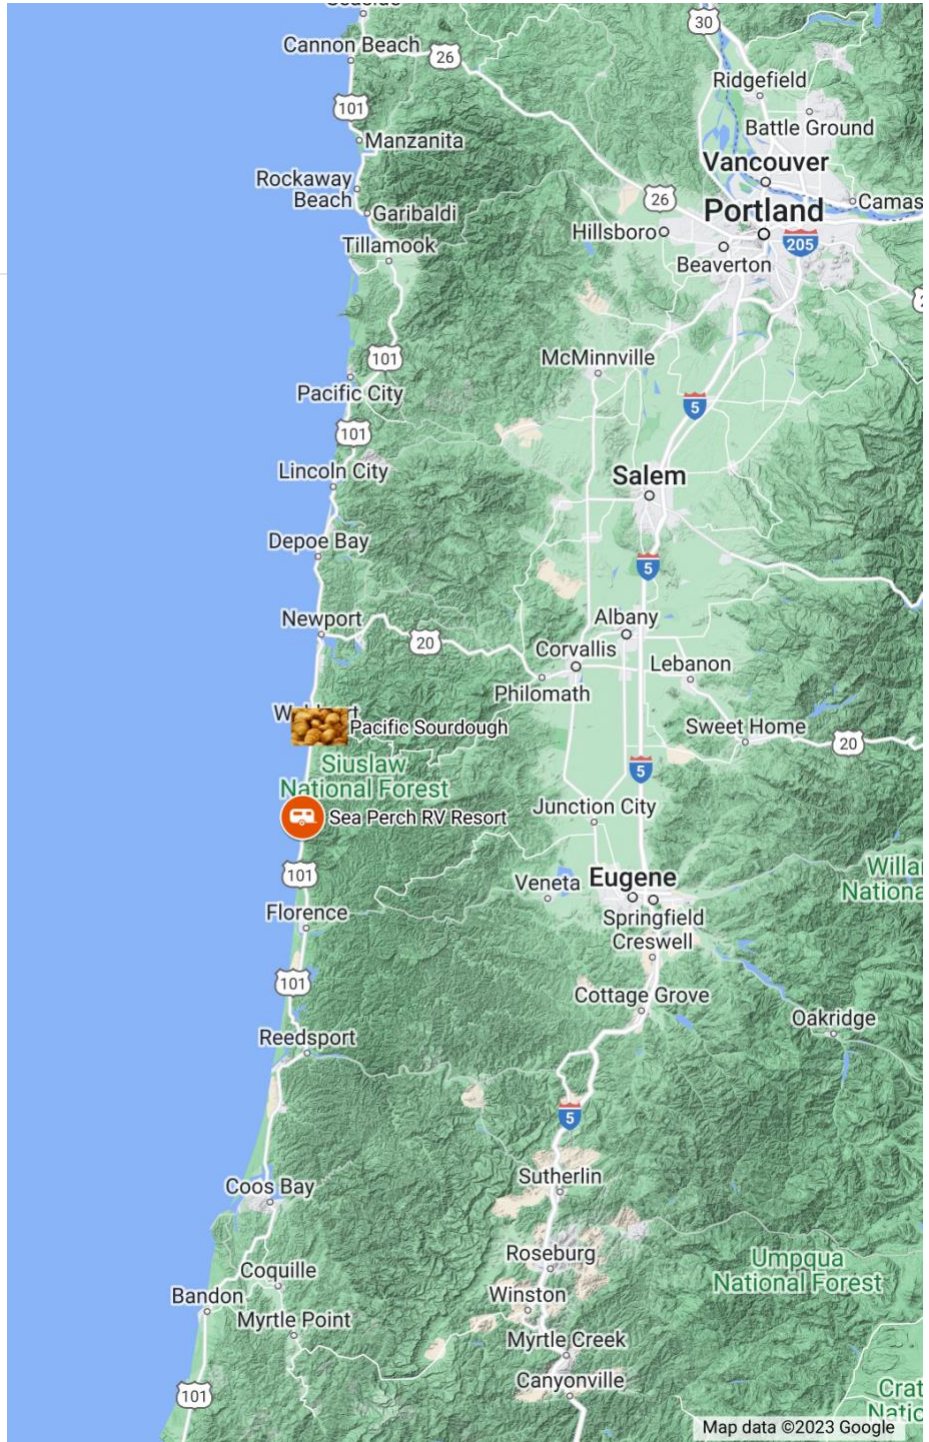 30
Cannon Beach
26
Ridgefield
101
Battle Ground
Manzanita
Vancouver
Rockaway
Beach
26
Camas
Portland
Garibaldi
Hillsboro
205
Tillamook
Beaverton
101
McMinnville
Pacific City
5
101
Lincoln City
Salem
Depoe Bay
5
Newport
Albany
20
Corvallis
Lebanon
Philomath
Pacific Sourdough
Sweet Home
20
Siuslaw
National Forest
5
Junction City
Sea Perch RV Resort
101
Veneta
Eugene
Florence
Springfield
Creswell
101
Cottage Grove
Oakridge
Reedsport
5
Sutherlin
Coos Bay
Roseburg
Umpqua
National Forest
Coquille
Winston
Bandon
Myrtle Point
Myrtle Creek
Canyonville
101
Map data ©2023 Google